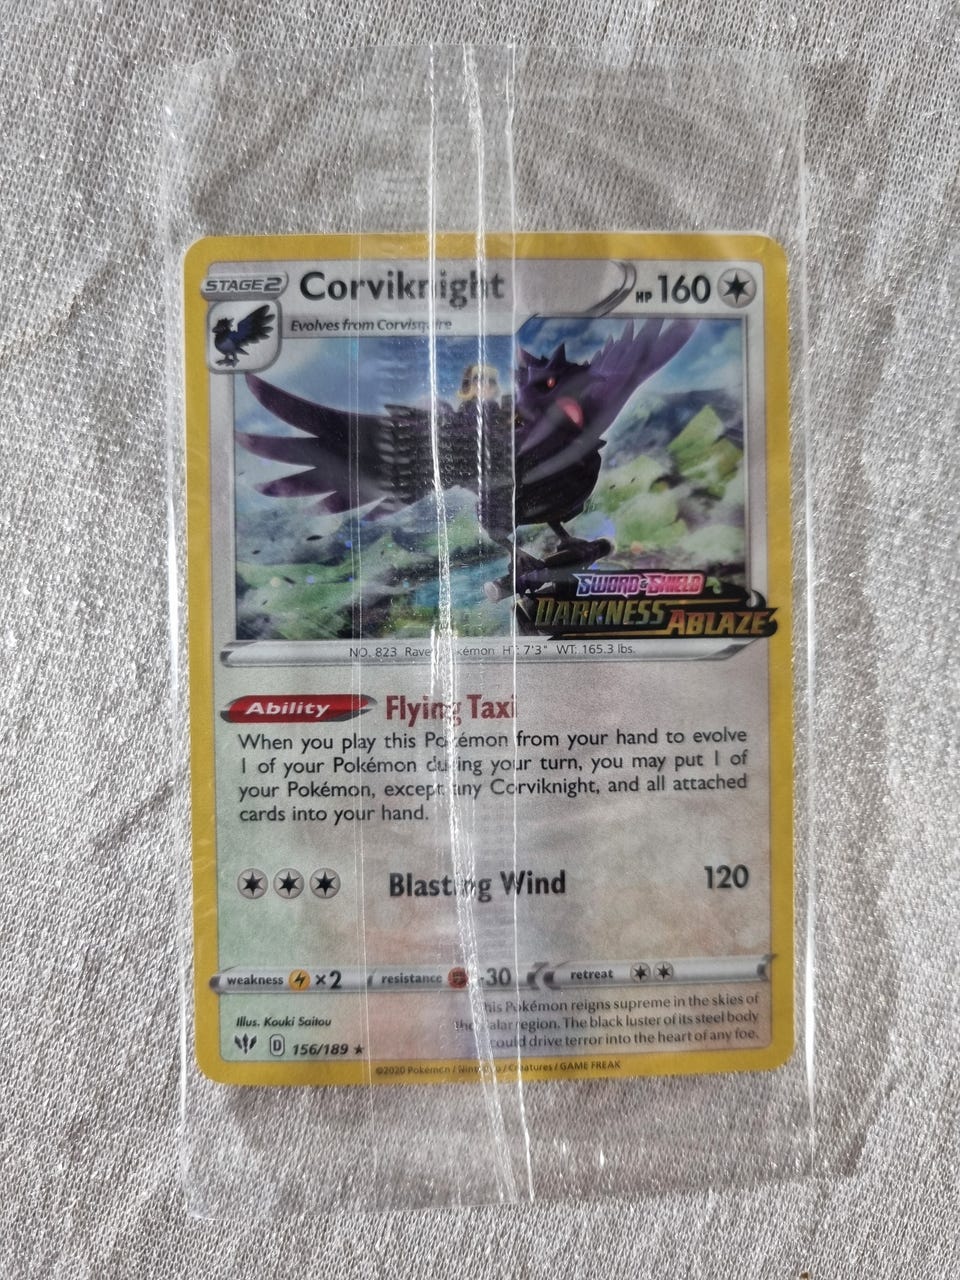 STAGE 2
Corviknight
HP 160
Evolves from Corvisquire
SWORD & SHIELD
DARKNESS ABLAZE
NO. 823 Raven Pokémon HT: 7'3" WT: 165.3 lbs.
Ability Flying Taxi
When you play this Pokémon from your hand to evolve
1 of your Pokémon during your turn, you may put 1 of
your Pokémon, except any Corviknight, and all attached
cards into your hand.
Blasting Wind 120
weakness ×2 resistance -30 retreat
This Pokémon reigns supreme in the skies of
the Galar region. The black luster of its steel body
could drive terror into the heart of any foe.
Illus. Kouki Saitou
D 156/189 ★
©2020 Pokémon / Nintendo / Creatures / GAME FREAK